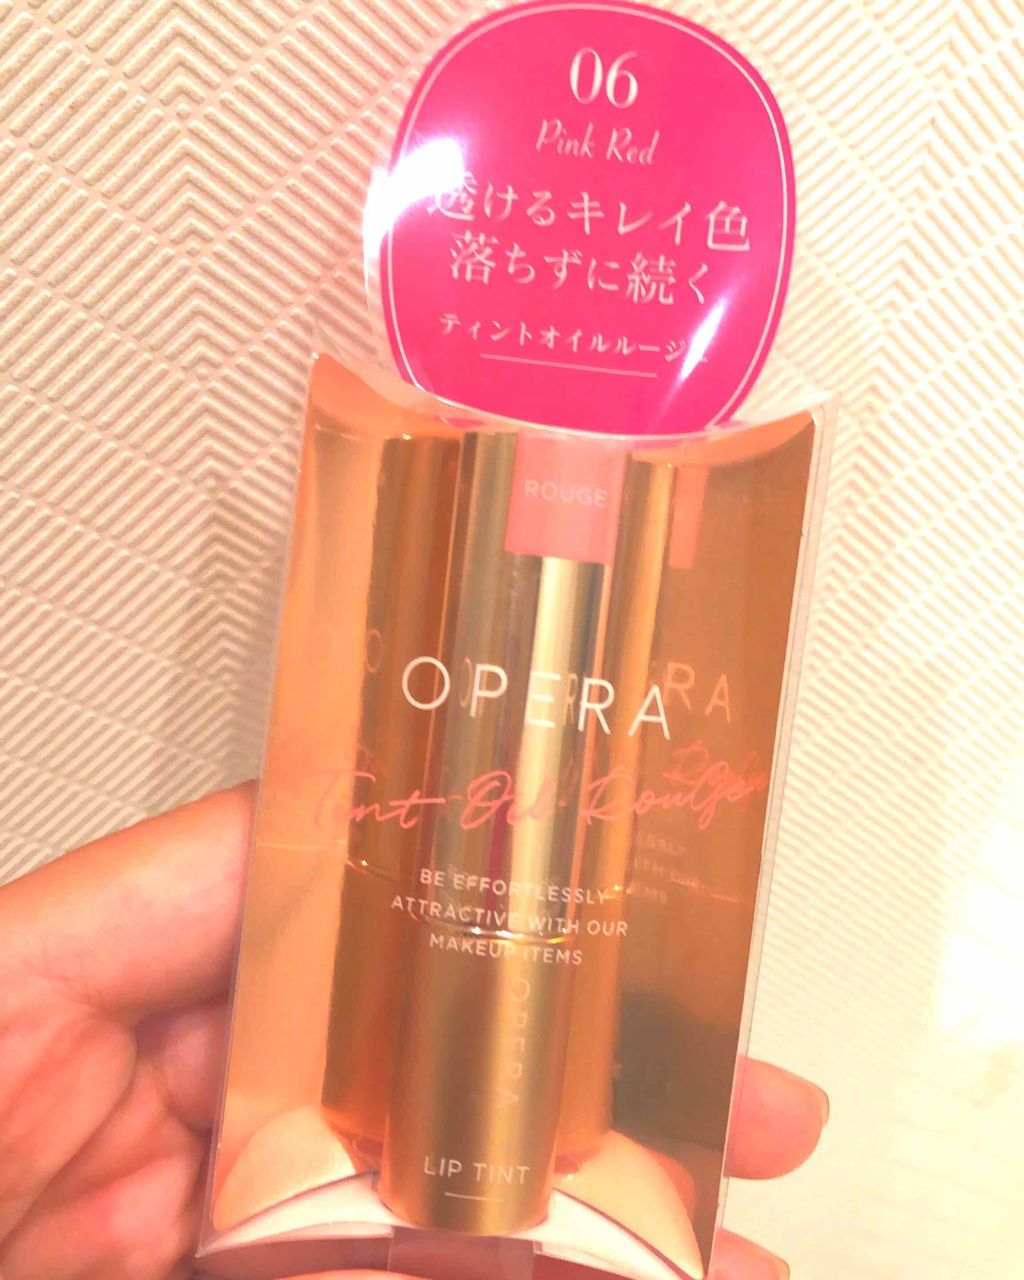 06
Pink Red
透けるキレイ色
落ちずに続く
ティントオイルルージュ
ROUGE
OPERA
Tint Oil Rouge
BE EFFORTLESSLY
ATTRACTIVE WITH OUR
MAKEUP ITEMS
OPERA
LIP TINT